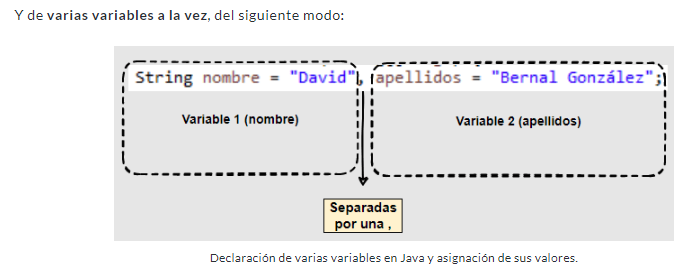 Y de varias variables a la vez, del siguiente modo:
String nombre = "David", apellidos = "Bernal González";
Variable 1 (nombre)
Variable 2 (apellidos)
Separadas
por una ,
Declaración de varias variables en Java y asignación de sus valores.